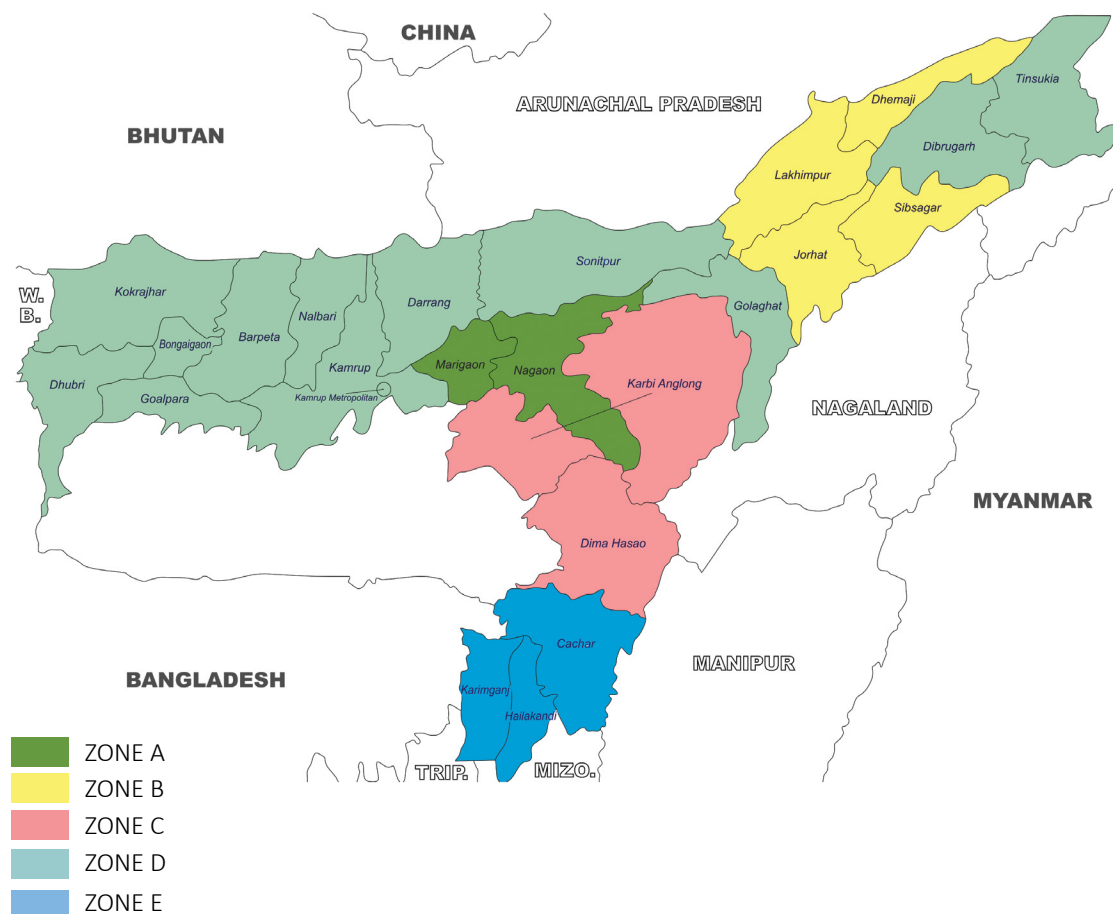 CHINA
ARUNACHAL PRADESH
BHUTAN
Tinsukia
Dhemaji
Dibrugarh
Lakhimpur
Sibsagar
Jorhat
Sonitpur
Kokrajhar
W.
B.
Darrang
Golaghat
Nalbari
Barpeta
Bongaigaon
Kamrup
Marigaon
Nagaon
Dhubri
Goalpara
Kamrup Metropolitan
Karbi Anglong
NAGALAND
MYANMAR
Dima Hasao
Cachar
MANIPUR
BANGLADESH
Karimganj
Hailakandi
TRIP.
MIZO.
ZONE A
ZONE B
ZONE C
ZONE D
ZONE E